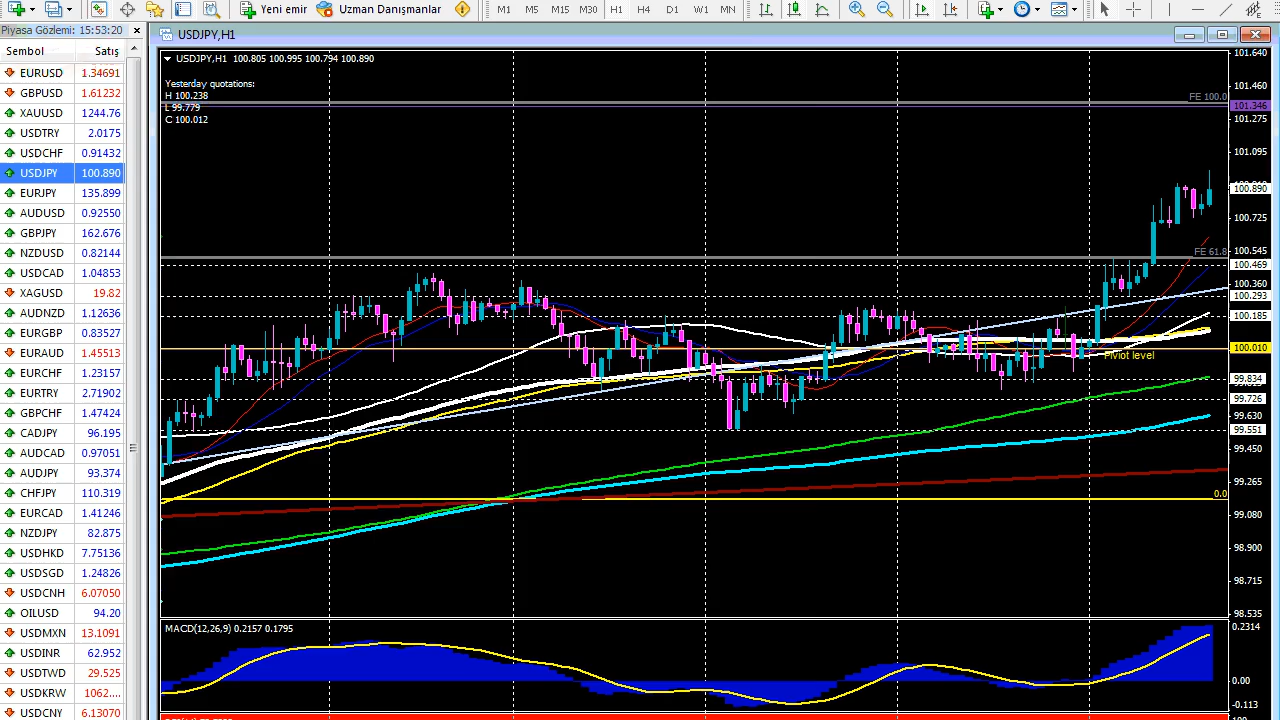 Yeni emir
Uzman Danışmanlar
M1 M5 M15 M30 H1 H4 D1 W1 MN
Piyasa Gözlemi: 15:53:20
Sembol Satış
EURUSD 1.34691
GBPUSD 1.61232
XAUUSD 1244.76
USDTRY 2.0175
USDCHF 0.91432
USDJPY 100.890
EURJPY 135.899
AUDUSD 0.92550
GBPJPY 162.676
NZDUSD 0.82144
USDCAD 1.04853
XAGUSD 19.82
AUDNZD 1.12636
EURGBP 0.83527
EURAUD 1.45513
EURCHF 1.23157
EURTRY 2.71902
GBPCHF 1.47424
CADJPY 96.195
AUDCAD 0.97051
AUDJPY 93.374
CHFJPY 110.319
EURCAD 1.41246
NZDJPY 82.875
USDHKD 7.75136
USDSGD 1.24826
USDCNH 6.07050
OILUSD 94.20
USDMXN 13.1091
USDINR 62.952
USDTWD 29.525
USDKRW 1062....
USDCNY 6.13070
USDJPY,H1
USDJPY,H1 100.805 100.995 100.794 100.890
Yesterday quotations:
H 100.238
L 99.779
C 100.012
FE 100.0
FE 61.8
Piviot level
0.0
101.640
101.460
101.346
101.275
101.095
100.890
100.725
100.545
100.469
100.360
100.293
100.185
100.010
99.834
99.726
99.630
99.551
99.450
99.265
99.080
98.900
98.715
98.535
MACD(12,26,9) 0.2157 0.1795
0.2314
0.00
-0.113